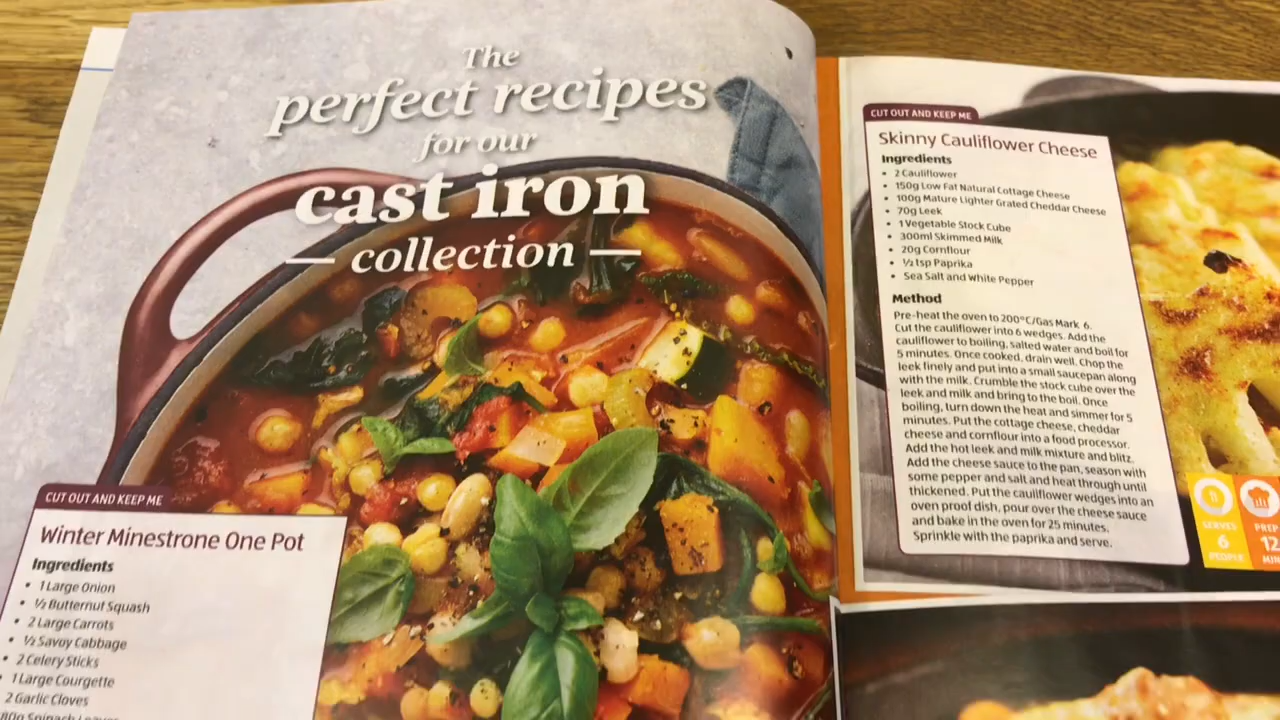 The
perfect recipes
for our
cast iron
— collection —
CUT OUT AND KEEP ME
Winter Minestrone One Pot
Ingredients
• 1 Large Onion
• ½ Butternut Squash
• 2 Large Carrots
• ½ Savoy Cabbage
• 2 Celery Sticks
• 1 Large Courgette
2 Garlic Cloves
80g Spinach Leaves
CUT OUT AND KEEP ME
Skinny Cauliflower Cheese
Ingredients
• 2 Cauliflower
• 150g Low Fat Natural Cottage Cheese
• 100g Mature Lighter Grated Cheddar Cheese
• 70g Leek
• 1 Vegetable Stock Cube
• 300ml Skimmed Milk
• 20g Cornflour
• ½ tsp Paprika
• Sea Salt and White Pepper
Method
Pre-heat the oven to 200°C/Gas Mark 6.
Cut the cauliflower into 6 wedges. Add the
cauliflower to boiling, salted water and boil for
5 minutes. Once cooked, drain well. Chop the
leek finely and put into a small saucepan along
with the milk. Crumble the stock cube over the
leek and milk and bring to the boil. Once
boiling, turn down the heat and simmer for 5
minutes. Put the cottage cheese, cheddar
cheese and cornflour into a food processor.
Add the hot leek and milk mixture and blitz.
Add the cheese sauce to the pan, season with
some pepper and salt and heat through until
thickened. Put the cauliflower wedges into an
oven proof dish, pour over the cheese sauce
and bake in the oven for 25 minutes.
Sprinkle with the paprika and serve.
SERVES
6
PEOPLE
PREP
12
MIN